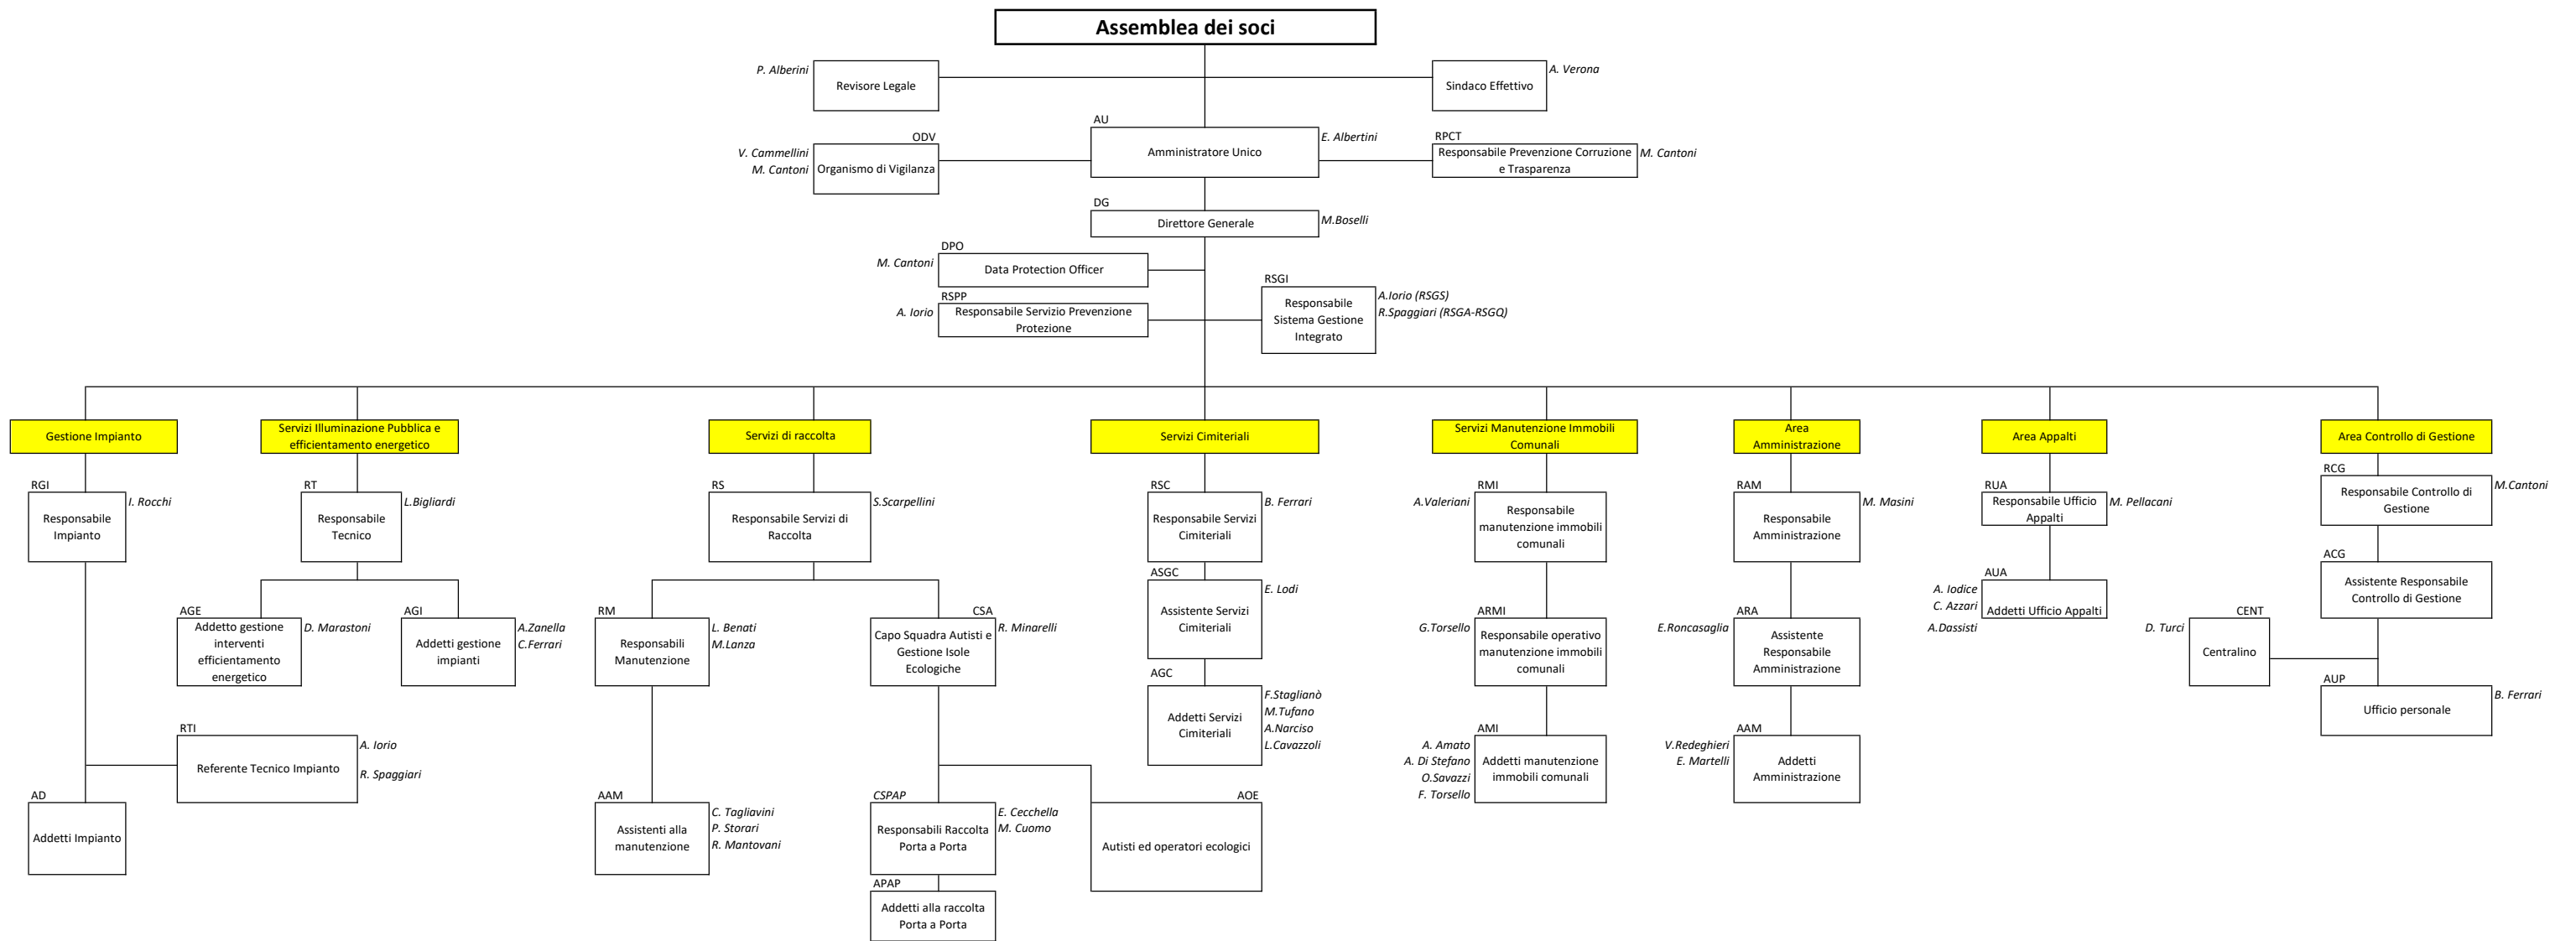 Assemblea dei soci
P. Alberini
Revisore Legale
Sindaco Effettivo
A. Verona
AU
Amministratore Unico
E. Albertini
ODV
V. Cammellini
M. Cantoni
Organismo di Vigilanza
RPCT
Responsabile Prevenzione Corruzione
e Trasparenza
M. Cantoni
DG
Direttore Generale
M.Boselli
DPO
M. Cantoni
Data Protection Officer
RSPP
A. Iorio
Responsabile Servizio Prevenzione
Protezione
RSGI
Responsabile
Sistema Gestione
Integrato
A.Iorio (RSGS)
R.Spaggiari (RSGA-RSGQ)
Gestione Impianto
RGI
Responsabile
Impianto
I. Rocchi
RTI
Referente Tecnico Impianto
A. Iorio
R. Spaggiari
AD
Addetti Impianto
Servizi Illuminazione Pubblica e
efficientamento energetico
RT
Responsabile
Tecnico
L.Bigliardi
AGE
Addetto gestione
interventi
efficientamento
energetico
D. Marastoni
AGI
Addetti gestione
impianti
A.Zanella
C.Ferrari
Servizi di raccolta
RS
Responsabile Servizi di
Raccolta
S.Scarpellini
RM
Responsabili
Manutenzione
L. Benati
M.Lanza
AAM
Assistenti alla
manutenzione
C. Tagliavini
P. Storari
R. Mantovani
CSA
Capo Squadra Autisti e
Gestione Isole
Ecologiche
R. Minarelli
CSPAP
Responsabili Raccolta
Porta a Porta
E. Cecchella
M. Cuomo
APAP
Addetti alla raccolta
Porta a Porta
AOE
Autisti ed operatori ecologici
Servizi Cimiteriali
RSC
Responsabile Servizi
Cimiteriali
B. Ferrari
ASGC
Assistente Servizi
Cimiteriali
E. Lodi
AGC
Addetti Servizi
Cimiteriali
F.Staglianò
M.Tufano
A.Narciso
L.Cavazzoli
Servizi Manutenzione Immobili
Comunali
RMI
A.Valeriani
Responsabile
manutenzione immobili
comunali
ARMI
G.Torsello
Responsabile operativo
manutenzione immobili
comunali
AMI
A. Amato
A. Di Stefano
O.Savazzi
F. Torsello
Addetti manutenzione
immobili comunali
Area
Amministrazione
RAM
Responsabile
Amministrazione
M. Masini
ARA
E.Roncasaglia
Assistente
Responsabile
Amministrazione
AAM
V.Redeghieri
E. Martelli
Addetti
Amministrazione
Area Appalti
RUA
Responsabile Ufficio
Appalti
M. Pellacani
AUA
A. Iodice
C. Azzari
A.Dassisti
Addetti Ufficio Appalti
Area Controllo di Gestione
RCG
Responsabile Controllo di
Gestione
M.Cantoni
ACG
Assistente Responsabile
Controllo di Gestione
CENT
D. Turci
Centralino
AUP
Ufficio personale
B. Ferrari